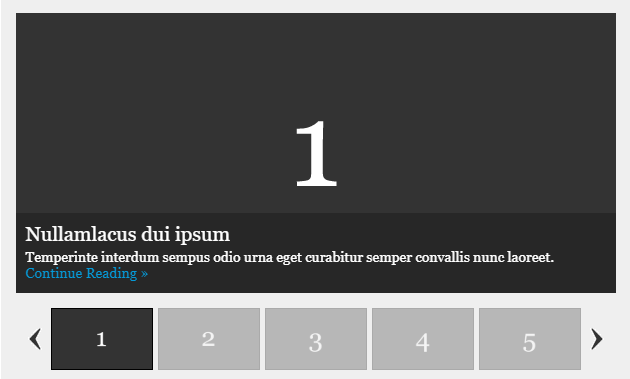 1
Nullamlacus dui ipsum
Temperinte interdum sempus odio urna eget curabitur semper convallis nunc laoreet.
Continue Reading »
‹ 1 2 3 4 5 ›